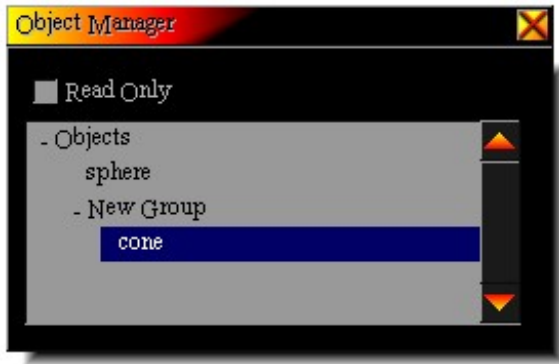 Object Manager
Read Only
- Objects
sphere
- New Group
cone